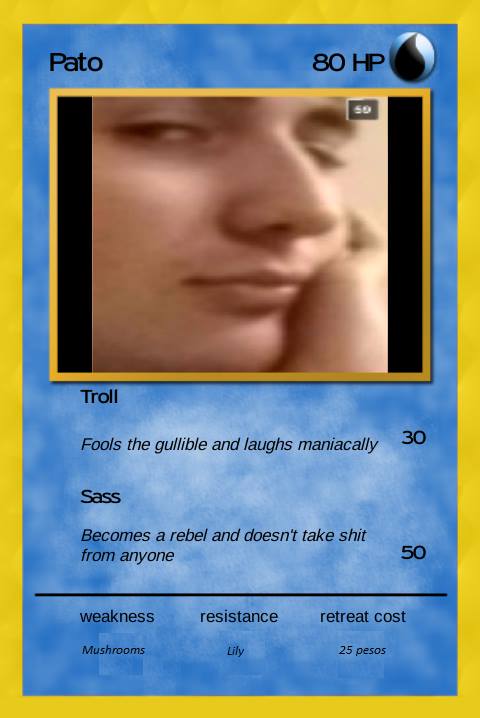 Pato 80 HP
Troll
Fools the gullible and laughs maniacally 30
Sass
Becomes a rebel and doesn't take shit
from anyone 50
weakness resistance retreat cost
Mushrooms Lily 25 pesos